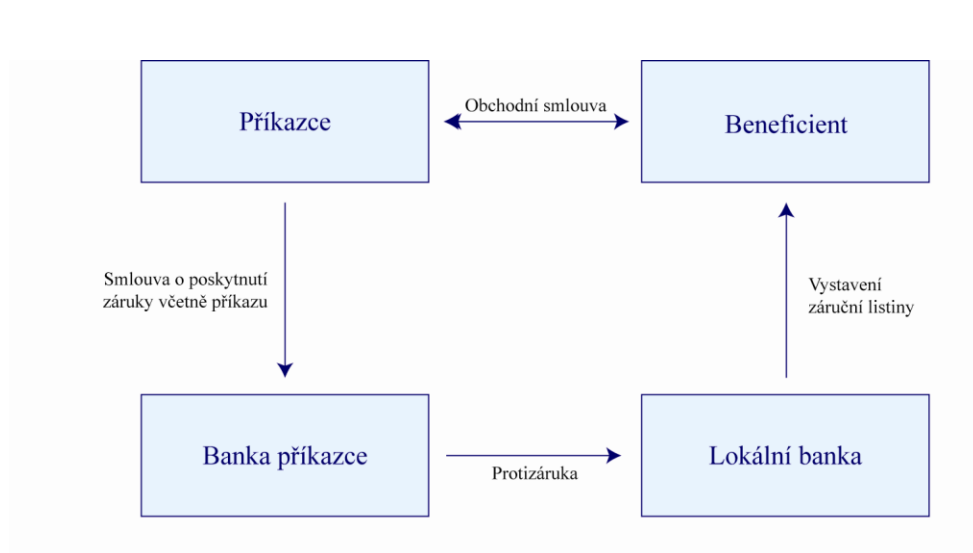 Příkazce
Obchodní smlouva
Beneficient
Smlouva o poskytnutí
záruky včetně příkazu
Vystavení
záruční listiny
Banka příkazce
Protizáruka
Lokální banka